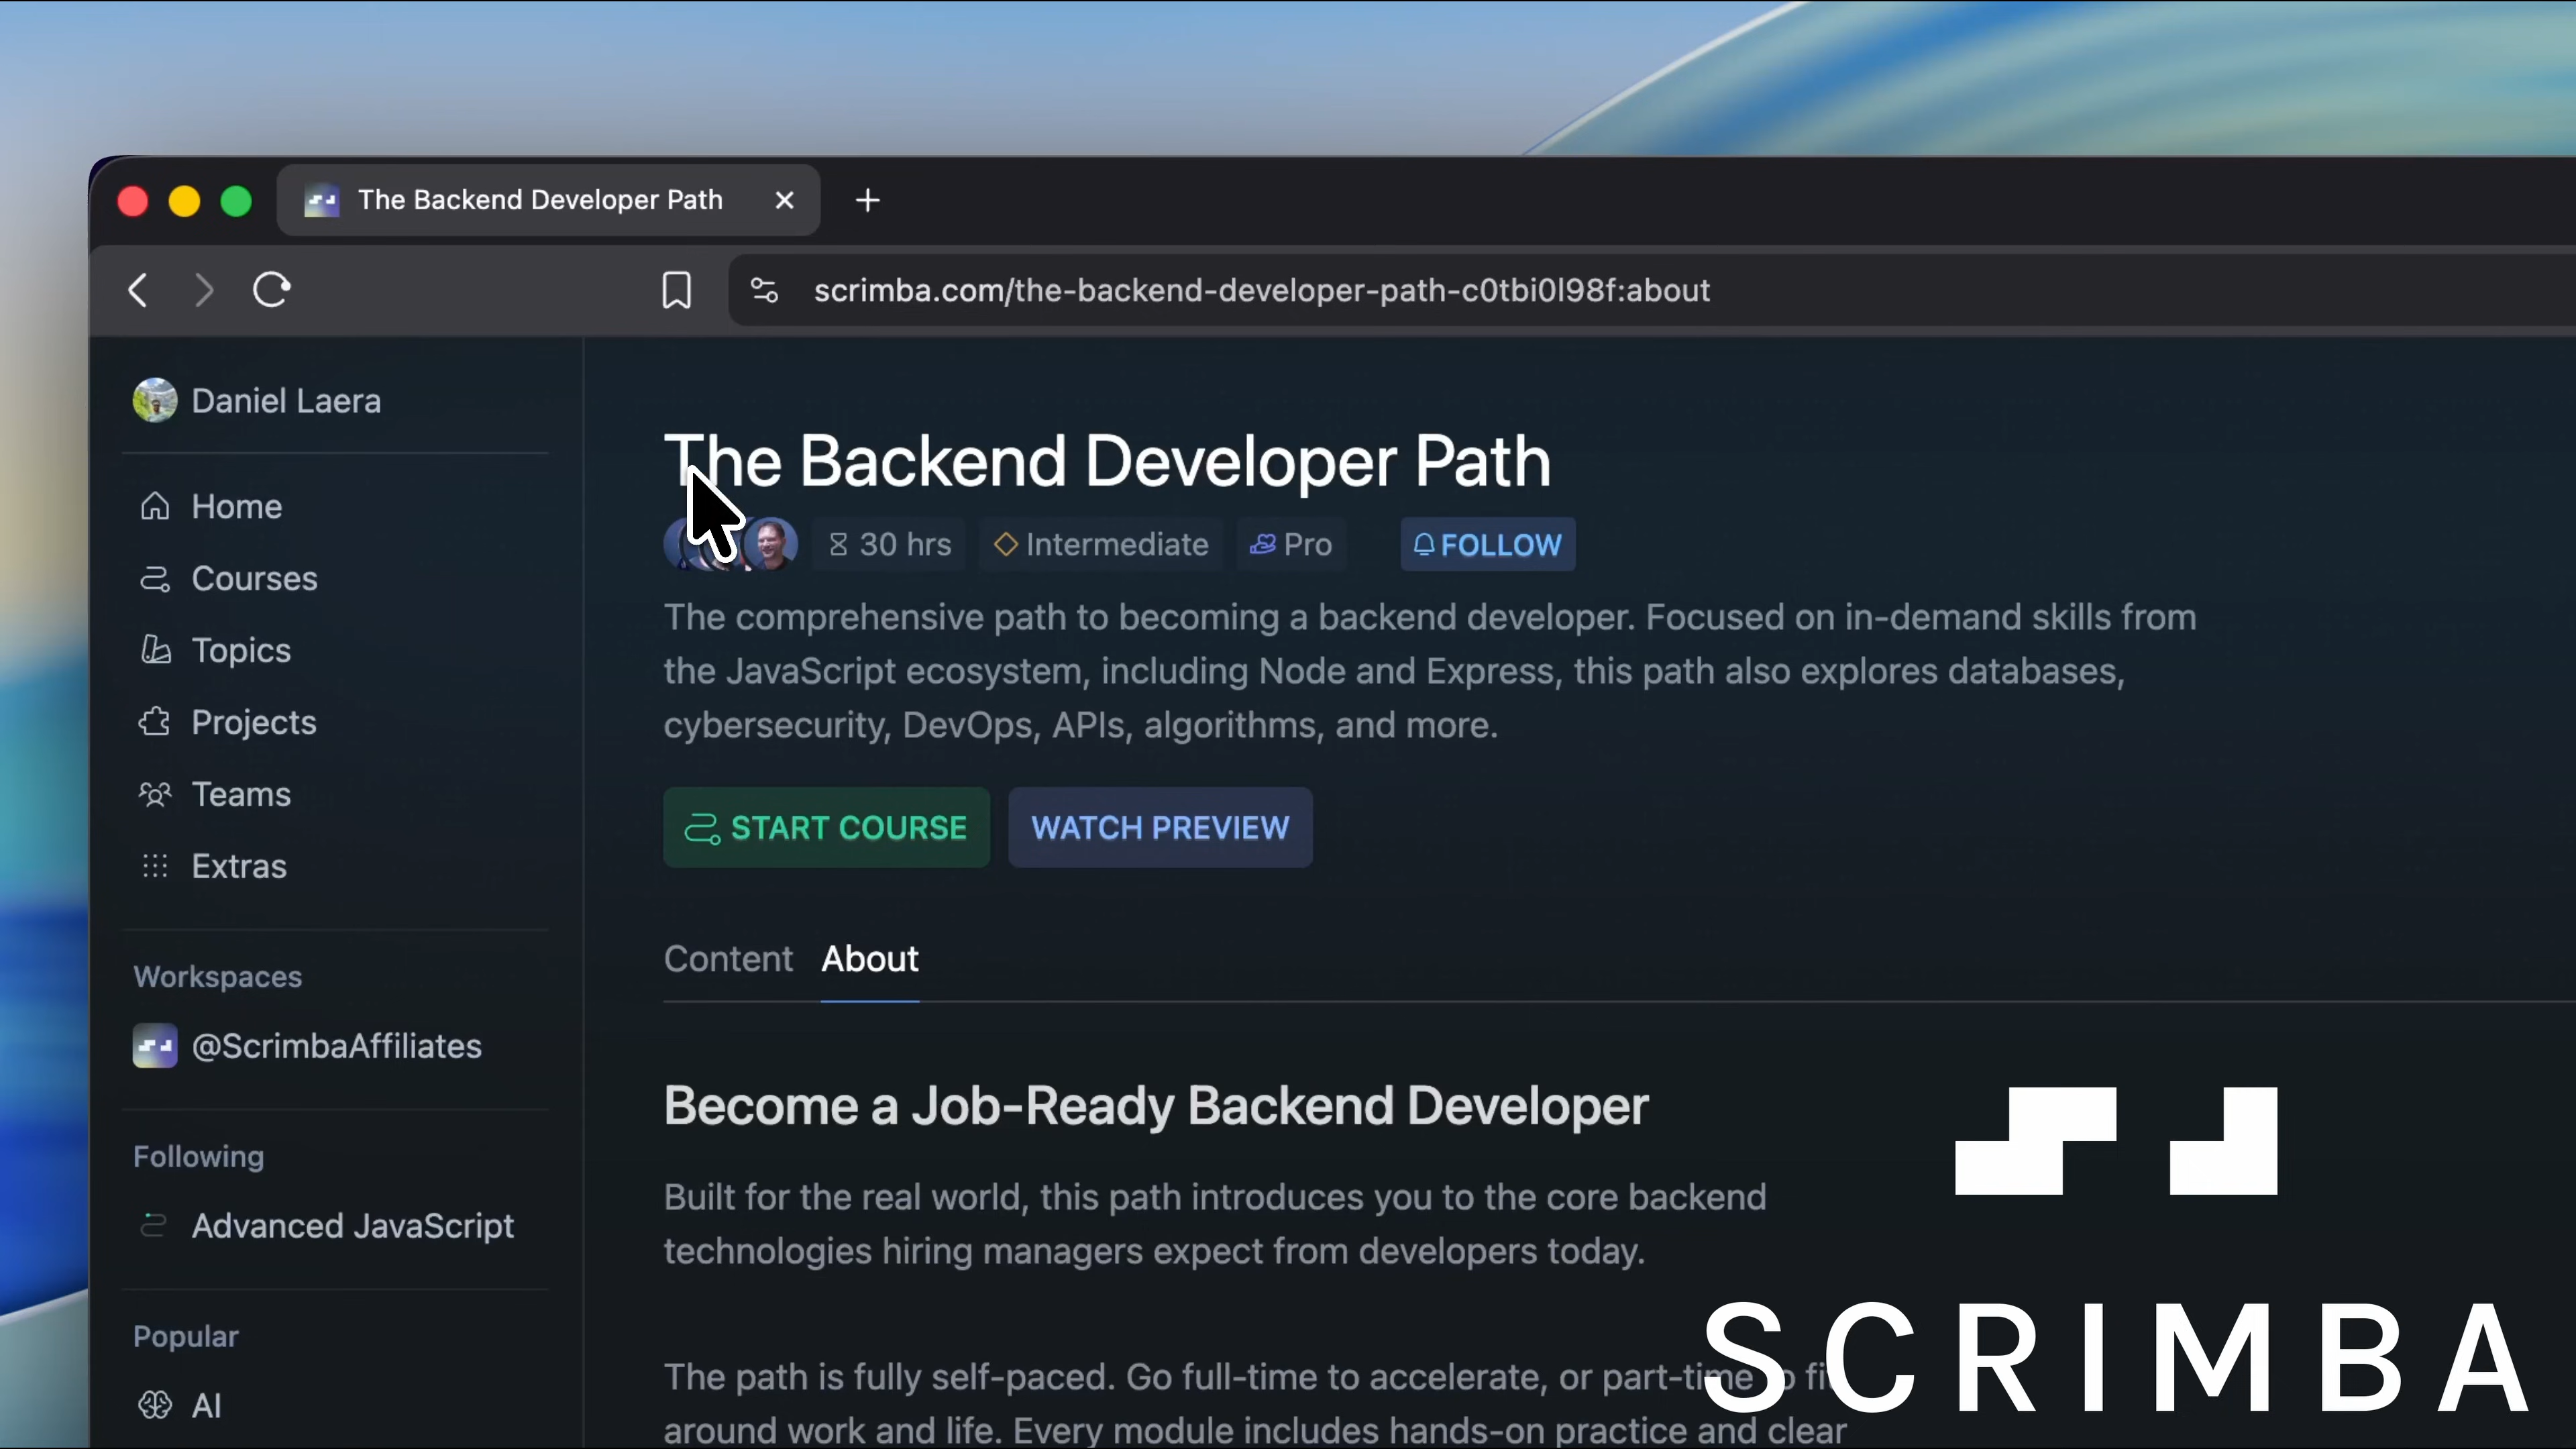 The Backend Developer Path
scrimba.com/the-backend-developer-path-c0tbi0l98f:about
Daniel Laera
Home
Courses
Topics
Projects
Teams
Extras
Workspaces
@ScrimbaAffiliates
Following
Advanced JavaScript
Popular
AI
The Backend Developer Path
30 hrs
Intermediate
Pro
FOLLOW
The comprehensive path to becoming a backend developer. Focused on in-demand skills from
the JavaScript ecosystem, including Node and Express, this path also explores databases,
cybersecurity, DevOps, APIs, algorithms, and more.
START COURSE
WATCH PREVIEW
Content
About
Become a Job-Ready Backend Developer
Built for the real world, this path introduces you to the core backend
technologies hiring managers expect from developers today.
The path is fully self-paced. Go full-time to accelerate, or part-time
around work and life. Every module includes hands-on practice and clear
SCRIMBA